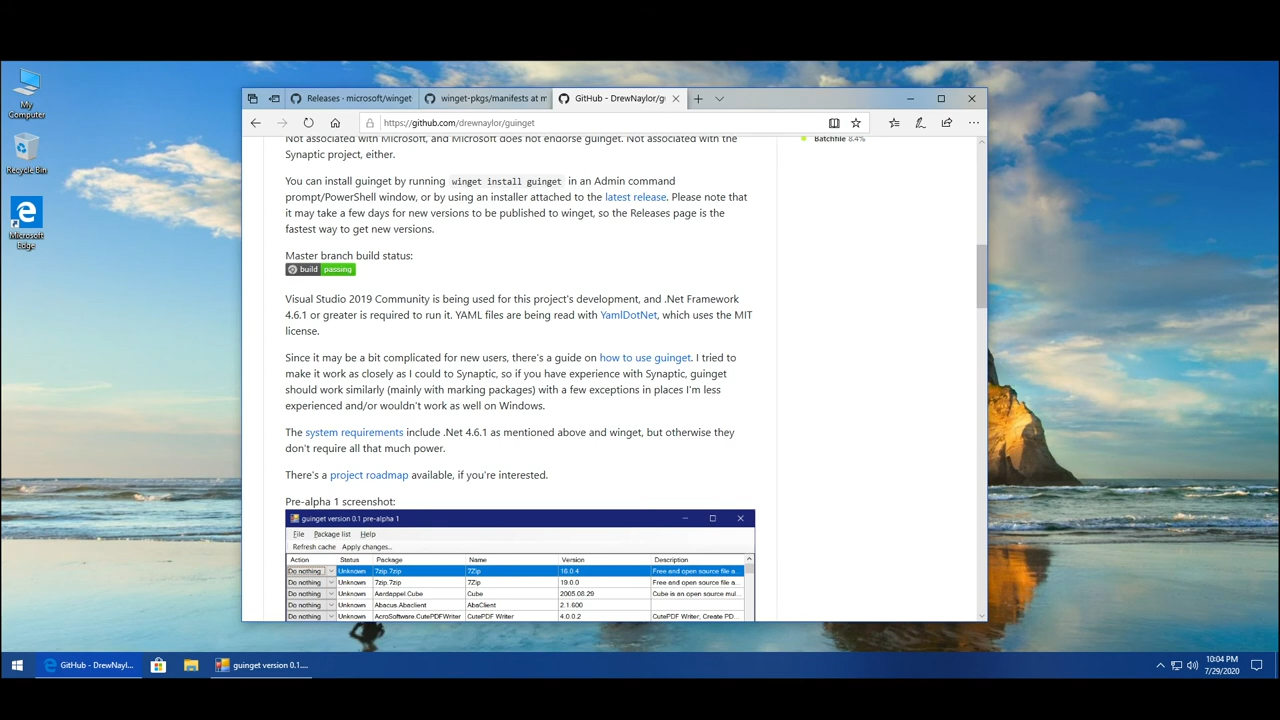 My
Computer
Recycle Bin
Microsoft
Edge
Releases · microsoft/winget
winget-pkgs/manifests at m
GitHub - DrewNaylor/gu
https://github.com/drewnaylor/guinget
Not associated with Microsoft, and Microsoft does not endorse guinget. Not associated with the
Synaptic project, either.
Batchfile 8.4%
You can install guinget by running winget install guinget in an Admin command
prompt/PowerShell window, or by using an installer attached to the latest release. Please note that
it may take a few days for new versions to be published to winget, so the Releases page is the
fastest way to get new versions.
Master branch build status:
build passing
Visual Studio 2019 Community is being used for this project's development, and .Net Framework
4.6.1 or greater is required to run it. YAML files are being read with YamlDotNet, which uses the MIT
license.
Since it may be a bit complicated for new users, there's a guide on how to use guinget. I tried to
make it work as closely as I could to Synaptic, so if you have experience with Synaptic, guinget
should work similarly (mainly with marking packages) with a few exceptions in places I'm less
experienced and/or wouldn't work as well on Windows.
The system requirements include .Net 4.6.1 as mentioned above and winget, but otherwise they
don't require all that much power.
There's a project roadmap available, if you're interested.
Pre-alpha 1 screenshot:
guinget version 0.1 pre-alpha 1
File Package list Help
Refresh cache Apply changes...
Action Status Package Name Version Description
Do nothing Unknown 7zip.7zip 7Zip 16.0.4 Free and open source file a...
Do nothing Unknown 7zip.7zip 7Zip 19.0.0 Free and open source file a...
Do nothing Unknown Aardappel.Cube Cube 2005.08.29 Cube is an open source mul...
Do nothing Unknown Abacus.Abaclient AbaClient 2.1.600
Do nothing Unknown AcroSoftware.CutePDFWriter CutePDF Writer 4.0.0.2 CutePDF Writer, Create PD...
GitHub - DrewNayl...
guinget version 0.1....
10:04 PM
7/29/2020